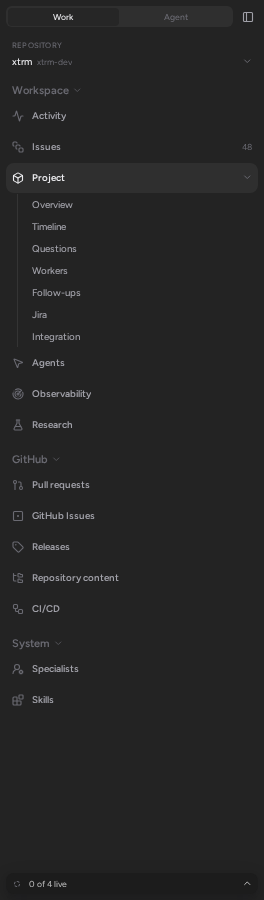 Work
Agent
REPOSITORY
xtrm xtrm-dev
Workspace
Activity
Issues 48
Project
Overview
Timeline
Questions
Workers
Follow-ups
Jira
Integration
Agents
Observability
Research
GitHub
Pull requests
GitHub Issues
Releases
Repository content
CI/CD
System
Specialists
Skills
0 of 4 live